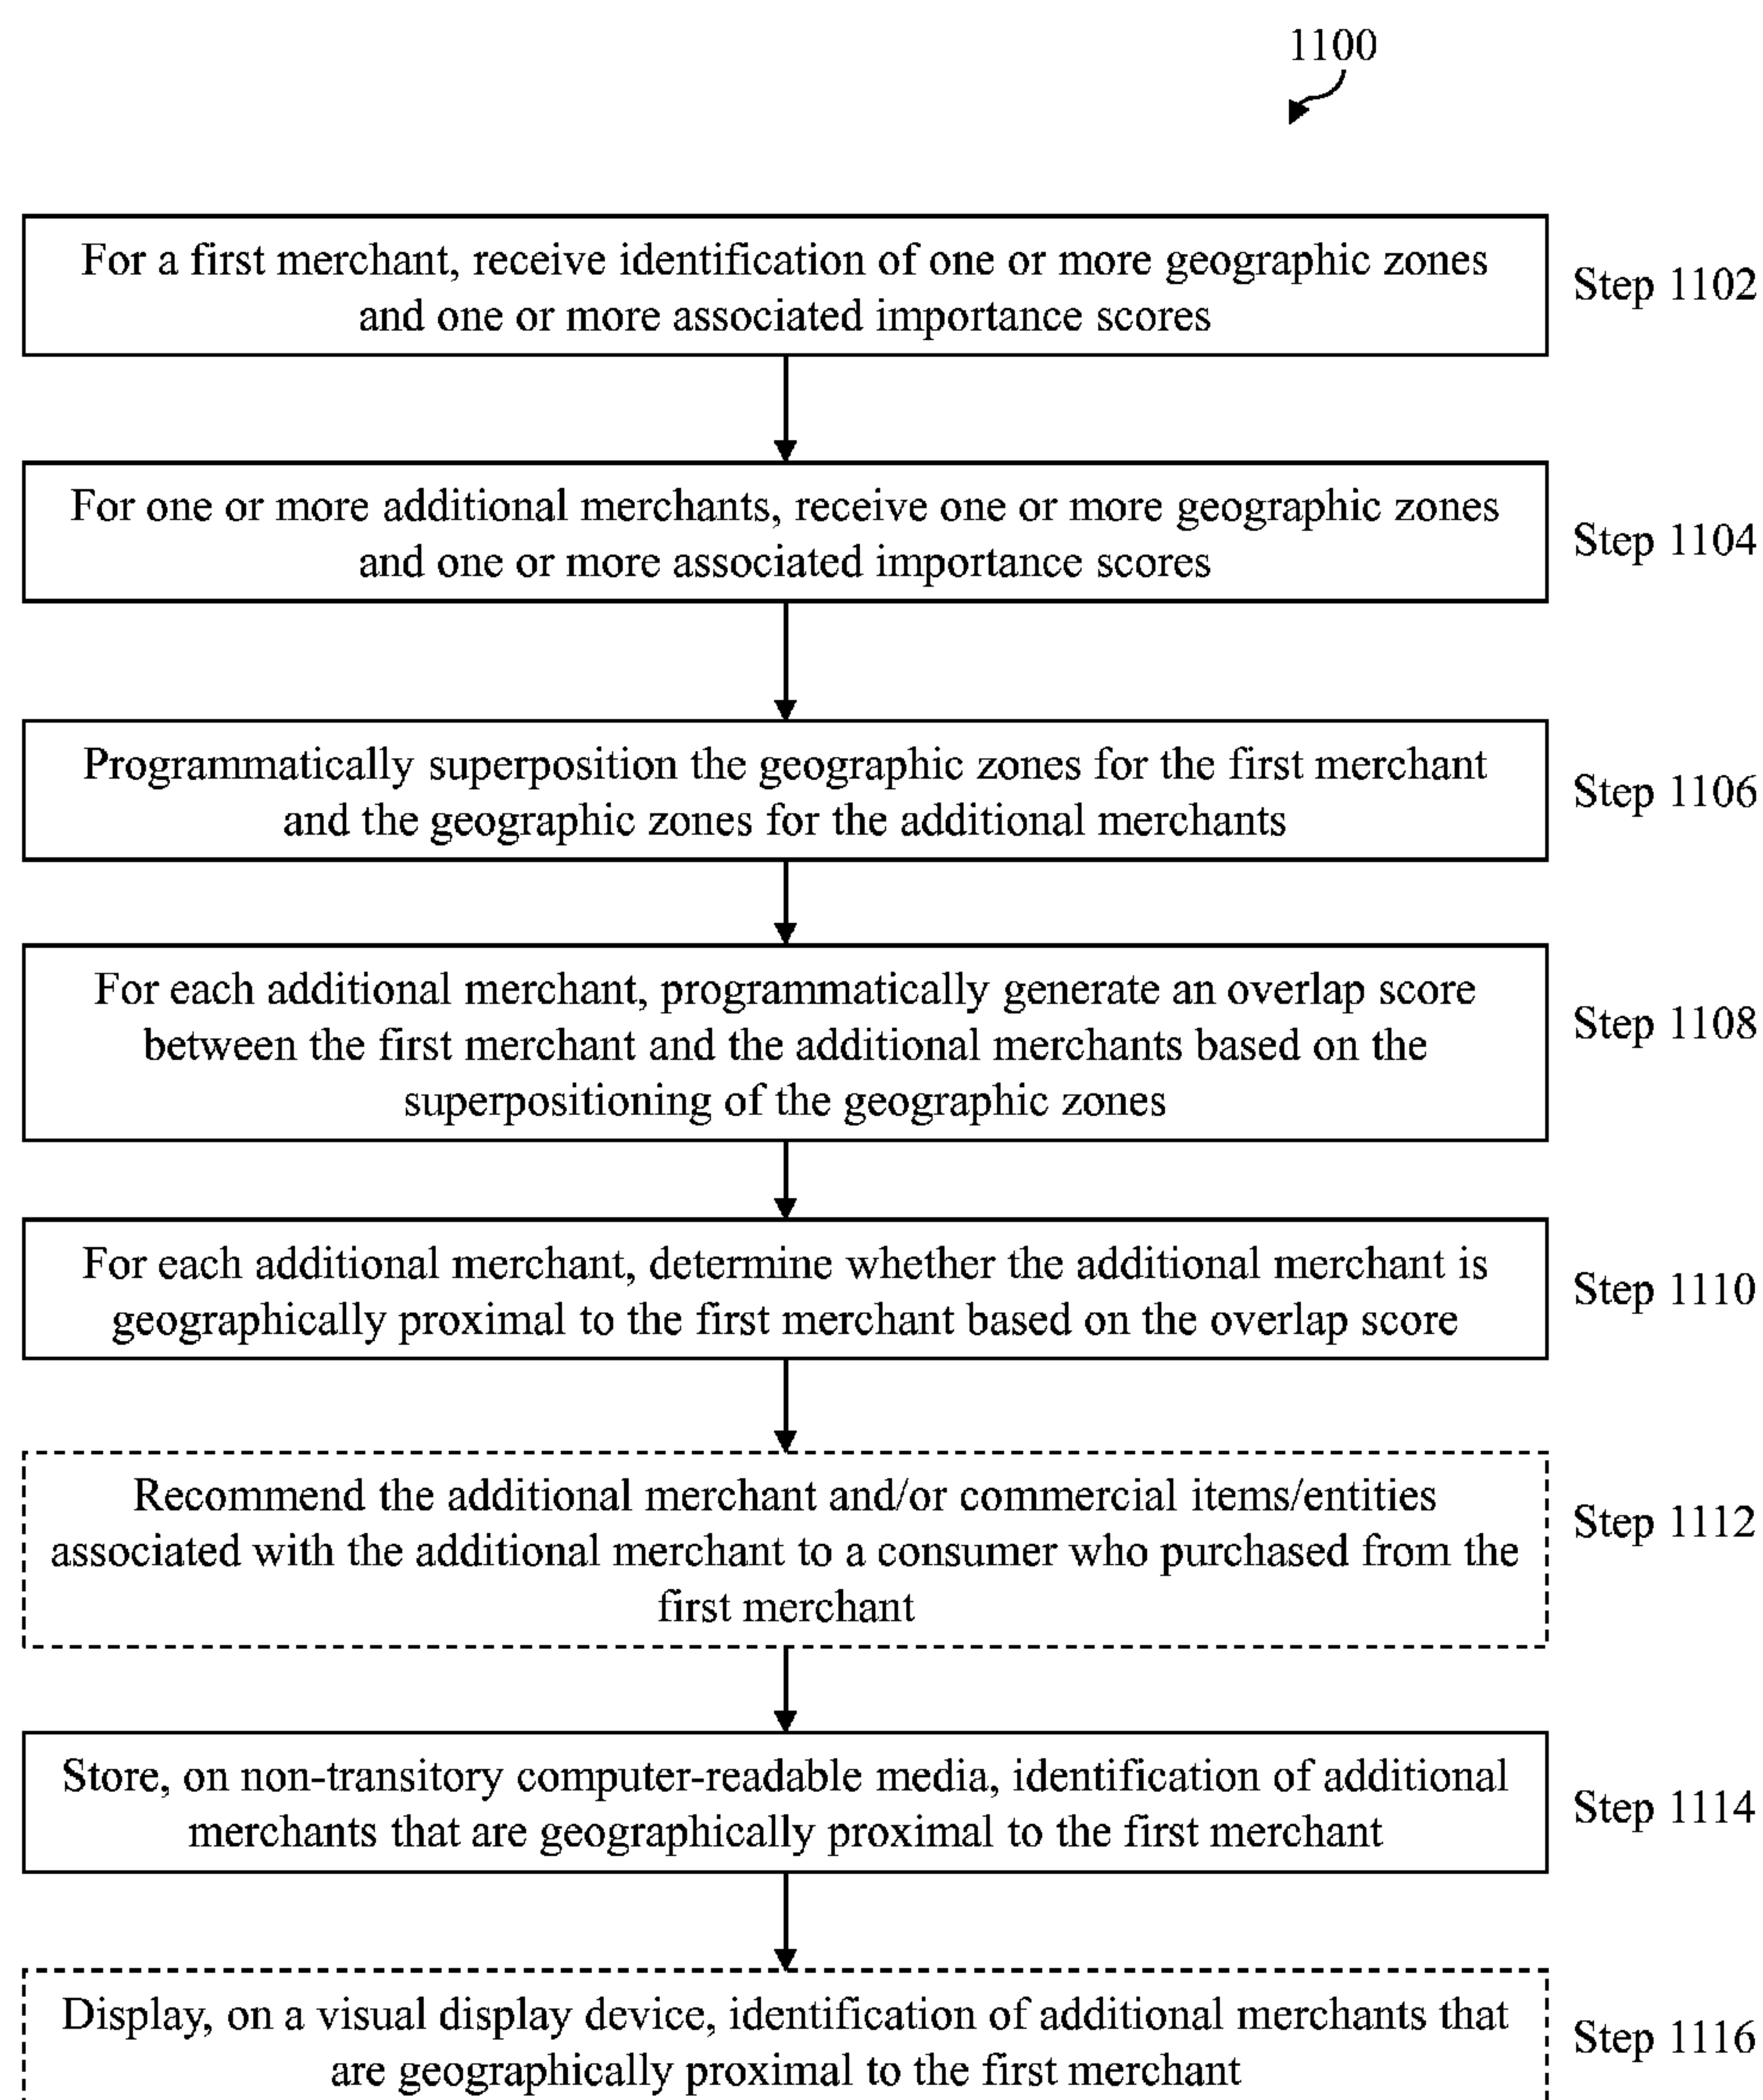 1100
For a first merchant, receive identification of one or more geographic zones
and one or more associated importance scores
Step 1102
For one or more additional merchants, receive one or more geographic zones
and one or more associated importance scores
Step 1104
Programmatically superposition the geographic zones for the first merchant
and the geographic zones for the additional merchants
Step 1106
For each additional merchant, programmatically generate an overlap score
between the first merchant and the additional merchants based on the
superpositioning of the geographic zones
Step 1108
For each additional merchant, determine whether the additional merchant is
geographically proximal to the first merchant based on the overlap score
Step 1110
Recommend the additional merchant and/or commercial items/entities
associated with the additional merchant to a consumer who purchased from the
first merchant
Step 1112
Store, on non-transitory computer-readable media, identification of additional
merchants that are geographically proximal to the first merchant
Step 1114
Display, on a visual display device, identification of additional merchants that
are geographically proximal to the first merchant
Step 1116